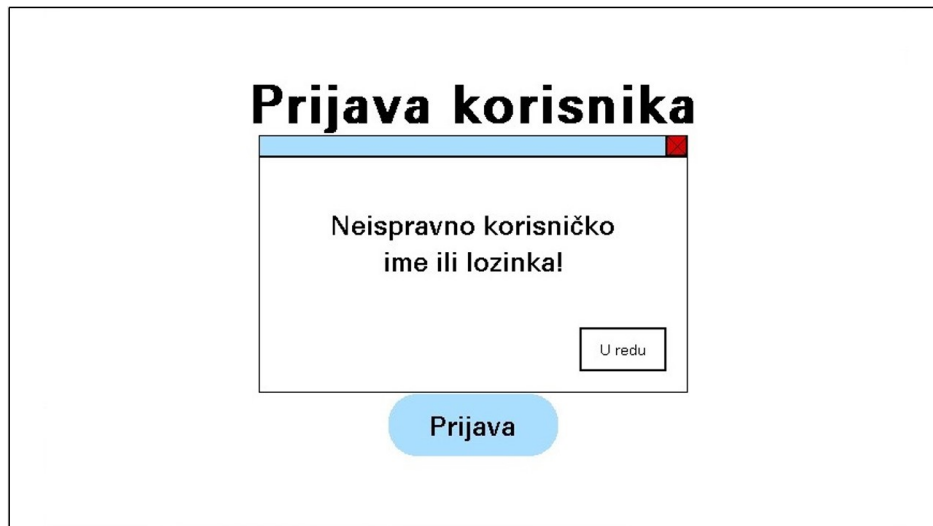 Prijava korisnika
Neispravno korisničko
ime ili lozinka!
U redu
Prijava